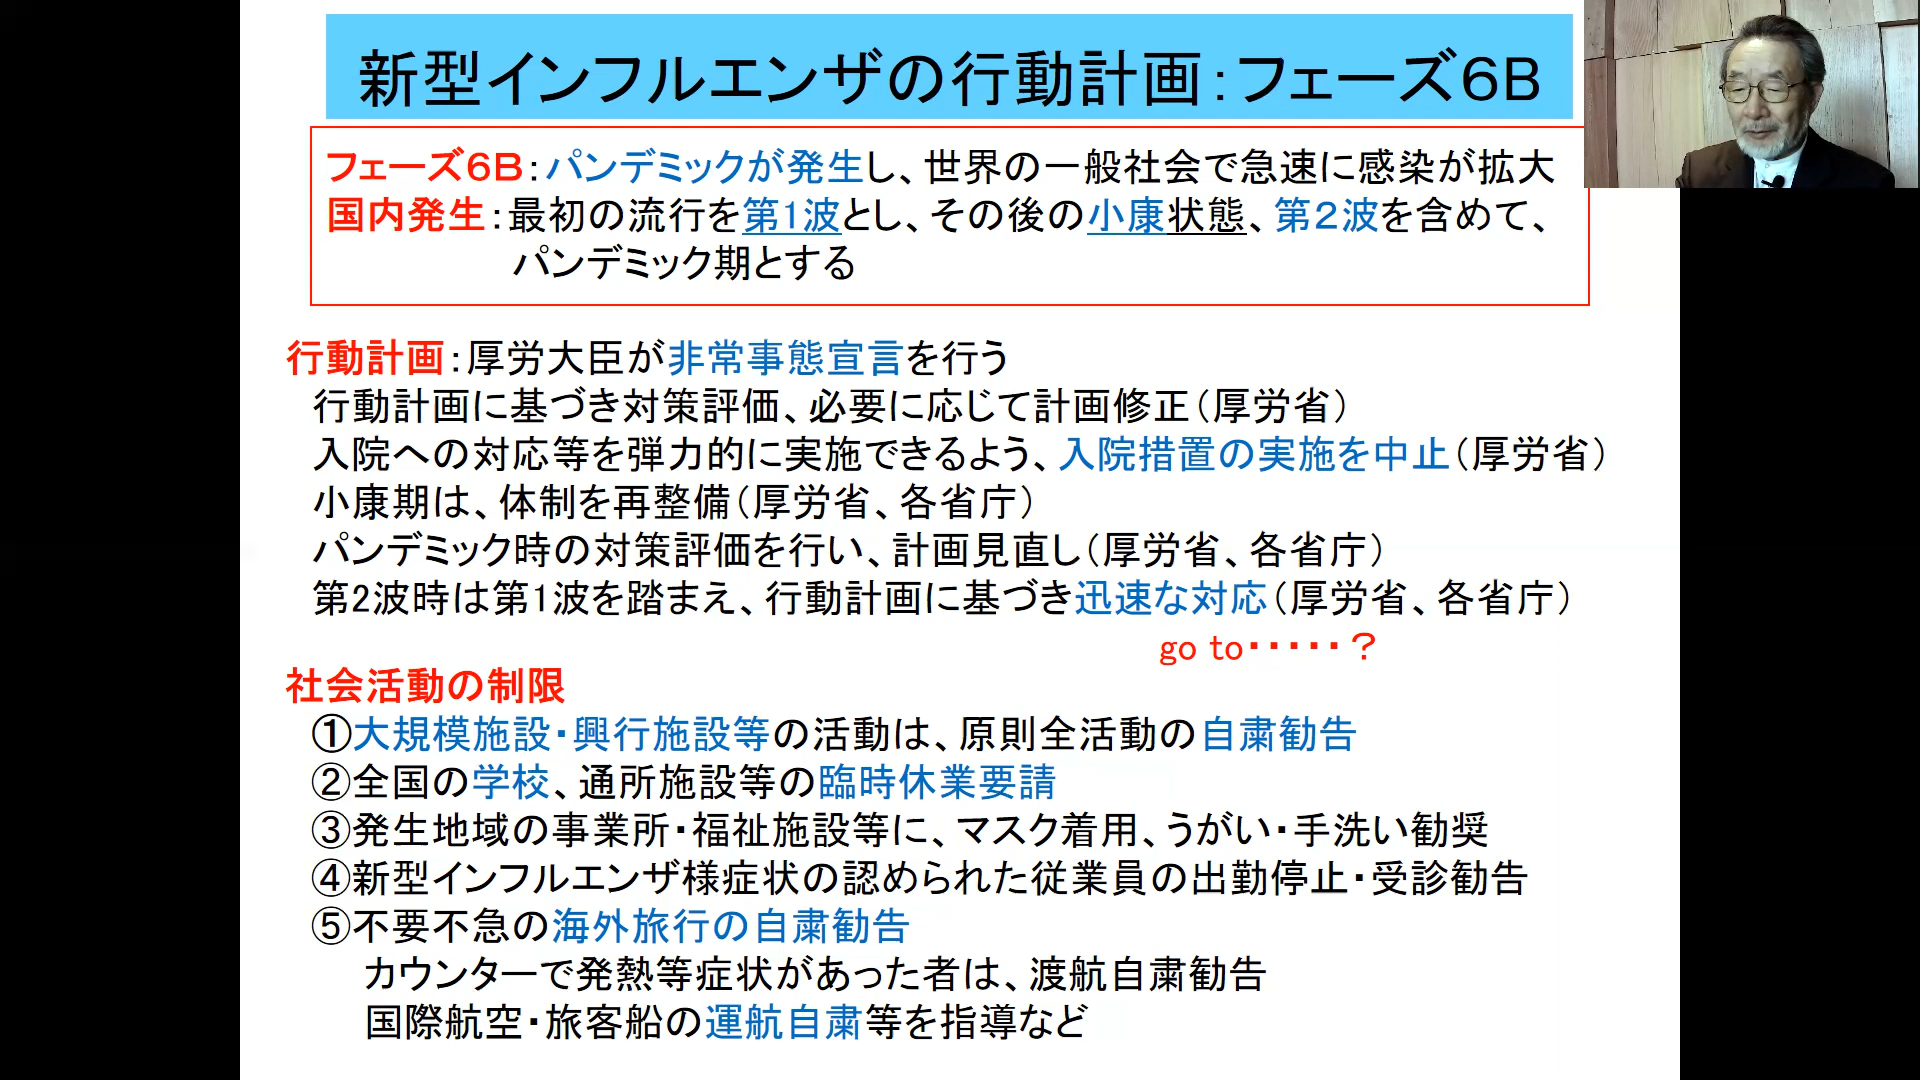 新型インフルエンザの行動計画：フェーズ６Ｂ
フェーズ６Ｂ：パンデミックが発生し、世界の一般社会で急速に感染が拡大
国内発生：最初の流行を第1波とし、その後の小康状態、第２波を含めて、
パンデミック期とする
行動計画：厚労大臣が非常事態宣言を行う
行動計画に基づき対策評価、必要に応じて計画修正（厚労省）
入院への対応等を弾力的に実施できるよう、入院措置の実施を中止（厚労省）
小康期は、体制を再整備（厚労省、各省庁）
パンデミック時の対策評価を行い、計画見直し（厚労省、各省庁）
第2波時は第1波を踏まえ、行動計画に基づき迅速な対応（厚労省、各省庁）
go to・・・・・？
社会活動の制限
①大規模施設・興行施設等の活動は、原則全活動の自粛勧告
②全国の学校、通所施設等の臨時休業要請
③発生地域の事業所・福祉施設等に、マスク着用、うがい・手洗い勧奨
④新型インフルエンザ様症状の認められた従業員の出勤停止・受診勧告
⑤不要不急の海外旅行の自粛勧告
カウンターで発熱等症状があった者は、渡航自粛勧告
国際航空・旅客船の運航自粛等を指導など